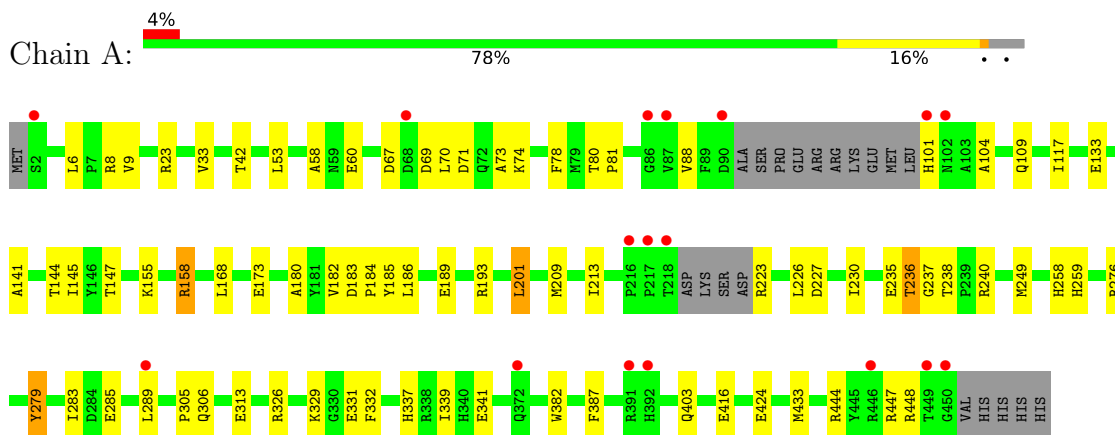 4%
Chain A:
78%
16%
MET S2 L6 P7 R8 V9 R23 V33 T42 L53 A58 N59 E60 D67 D68 D69 L70 D71 Q72 A73 K74 F78 M79 T80 P81 G86 V87 V88 F89 D90 ALA SER PRO GLU ARG ARG LYS GLU MET LEU H101 N102 A103 A104 Q109 I117 E133
A141 T144 I145 Y146 T147 K155 R158 L168 E173 A180 Y181 V182 D183 P184 Y185 L186 E189 R193 L201 M209 I213 P216 P217 T218 ASP LYS SER ASP R223 L226 D227 I230 E235 T236 G237 T238 P239 R240 M249 H258 H259 R276
Y279 I283 D284 E285 L289 P305 Q306 E313 R326 K329 G330 E331 F332 H337 R338 I339 H340 E341 Q372 W382 F387 R391 H392 Q403 E416 E424 M433 R444 Y445 R446 R447 R448 T449 G450 VAL HIS HIS HIS HIS